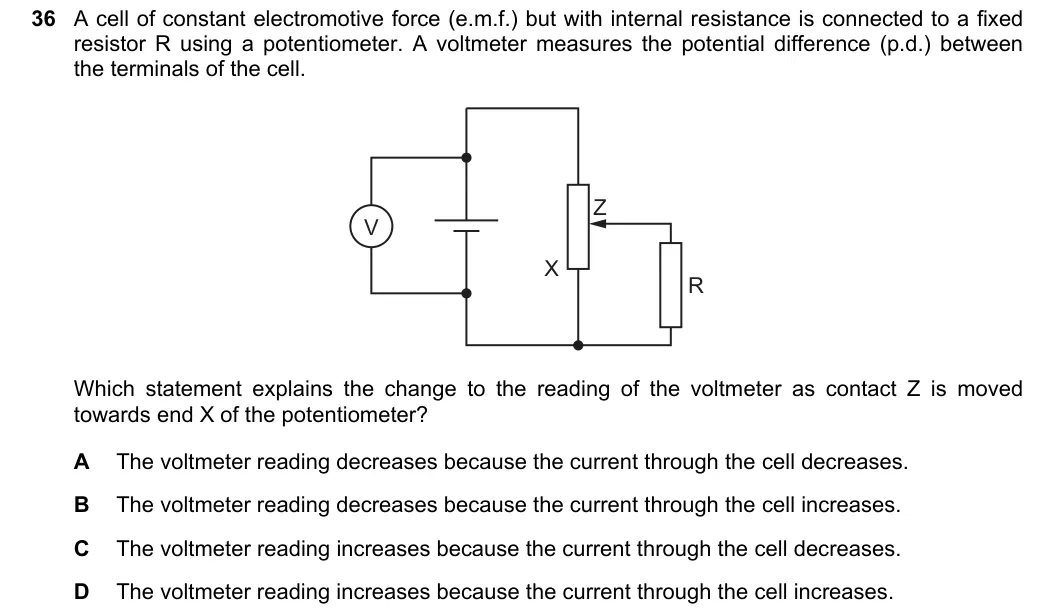 36 A cell of constant electromotive force (e.m.f.) but with internal resistance is connected to a fixed
resistor R using a potentiometer. A voltmeter measures the potential difference (p.d.) between
the terminals of the cell.
Z
V
X
R
Which statement explains the change to the reading of the voltmeter as contact Z is moved
towards end X of the potentiometer?
A The voltmeter reading decreases because the current through the cell decreases.
B The voltmeter reading decreases because the current through the cell increases.
C The voltmeter reading increases because the current through the cell decreases.
D The voltmeter reading increases because the current through the cell increases.